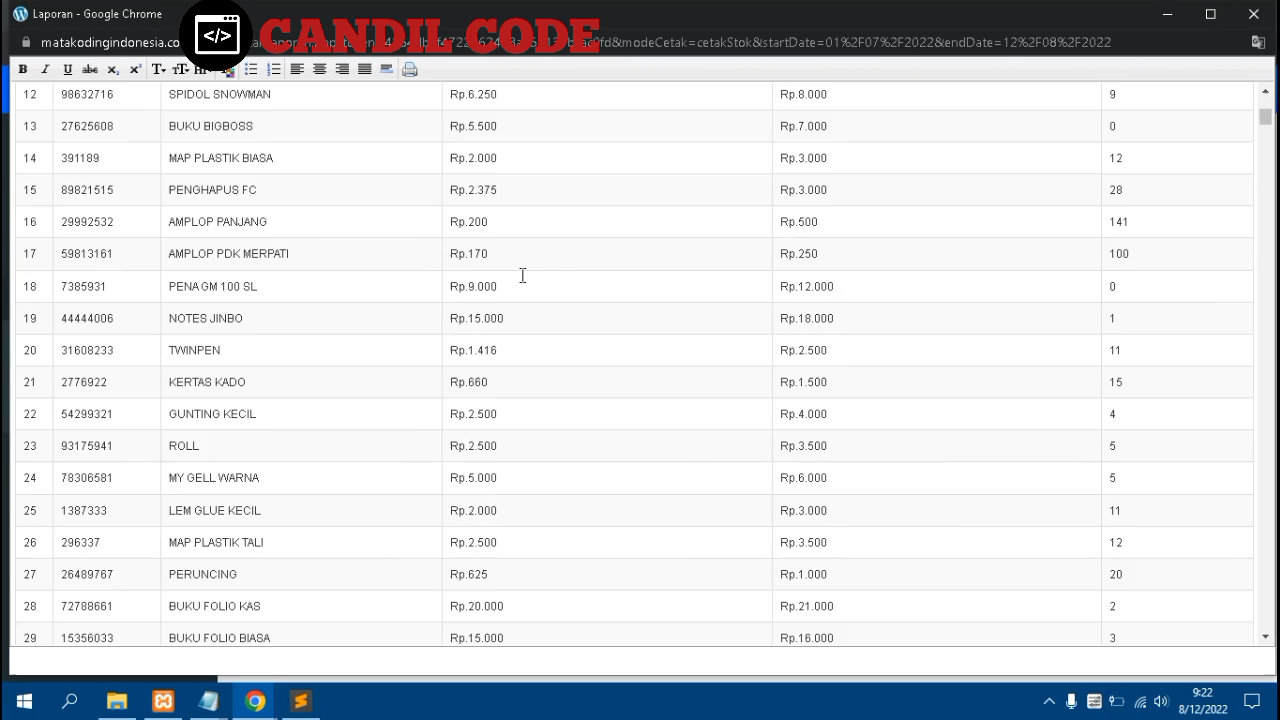 Laporan - Google Chrome
CANDIL CODE
</>
matakodingindonesia.co
&modeCetak=cetakStok&startDate=01%2F07%2F2022&endDate=12%2F08%2F2022
12 98632716 SPIDOL SNOWMAN Rp.6.250 Rp.8.000 9
13 27625608 BUKU BIGBOSS Rp.5.500 Rp.7.000 0
14 391189 MAP PLASTIK BIASA Rp.2.000 Rp.3.000 12
15 89821515 PENGHAPUS FC Rp.2.375 Rp.3.000 28
16 29992532 AMPLOP PANJANG Rp.200 Rp.500 141
17 59813161 AMPLOP PDK MERPATI Rp.170 Rp.250 100
18 7385931 PENA GM 100 SL Rp.9.000 Rp.12.000 0
19 44444006 NOTES JINBO Rp.15.000 Rp.18.000 1
20 31608233 TWINPEN Rp.1.416 Rp.2.500 11
21 2776922 KERTAS KADO Rp.660 Rp.1.500 15
22 54299321 GUNTING KECIL Rp.2.500 Rp.4.000 4
23 93175941 ROLL Rp.2.500 Rp.3.500 5
24 78306581 MY GELL WARNA Rp.5.000 Rp.6.000 5
25 1387333 LEM GLUE KECIL Rp.2.000 Rp.3.000 11
26 296337 MAP PLASTIK TALI Rp.2.500 Rp.3.500 12
27 26489767 PERUNCING Rp.625 Rp.1.000 20
28 72788661 BUKU FOLIO KAS Rp.20.000 Rp.21.000 2
29 15356033 BUKU FOLIO BIASA Rp.15.000 Rp.16.000 3
9:22
8/12/2022